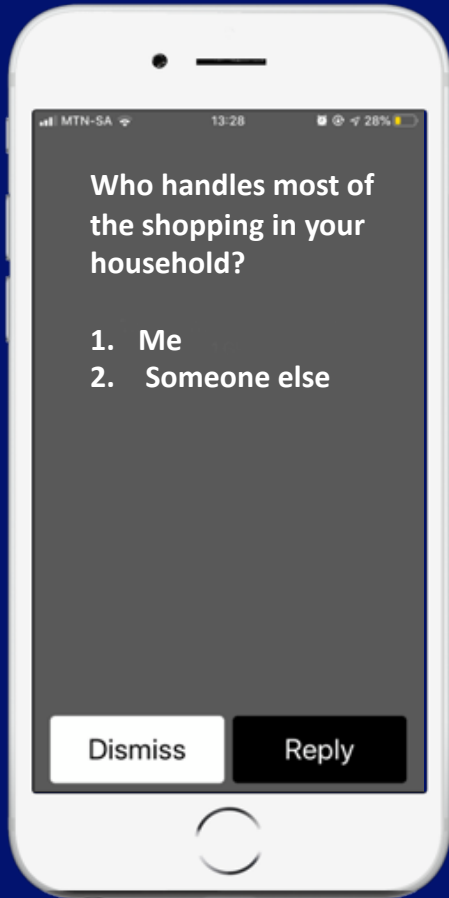 MTN-SA 13:28 28%
Who handles most of
the shopping in your
household?
1. Me
2. Someone else
Dismiss Reply